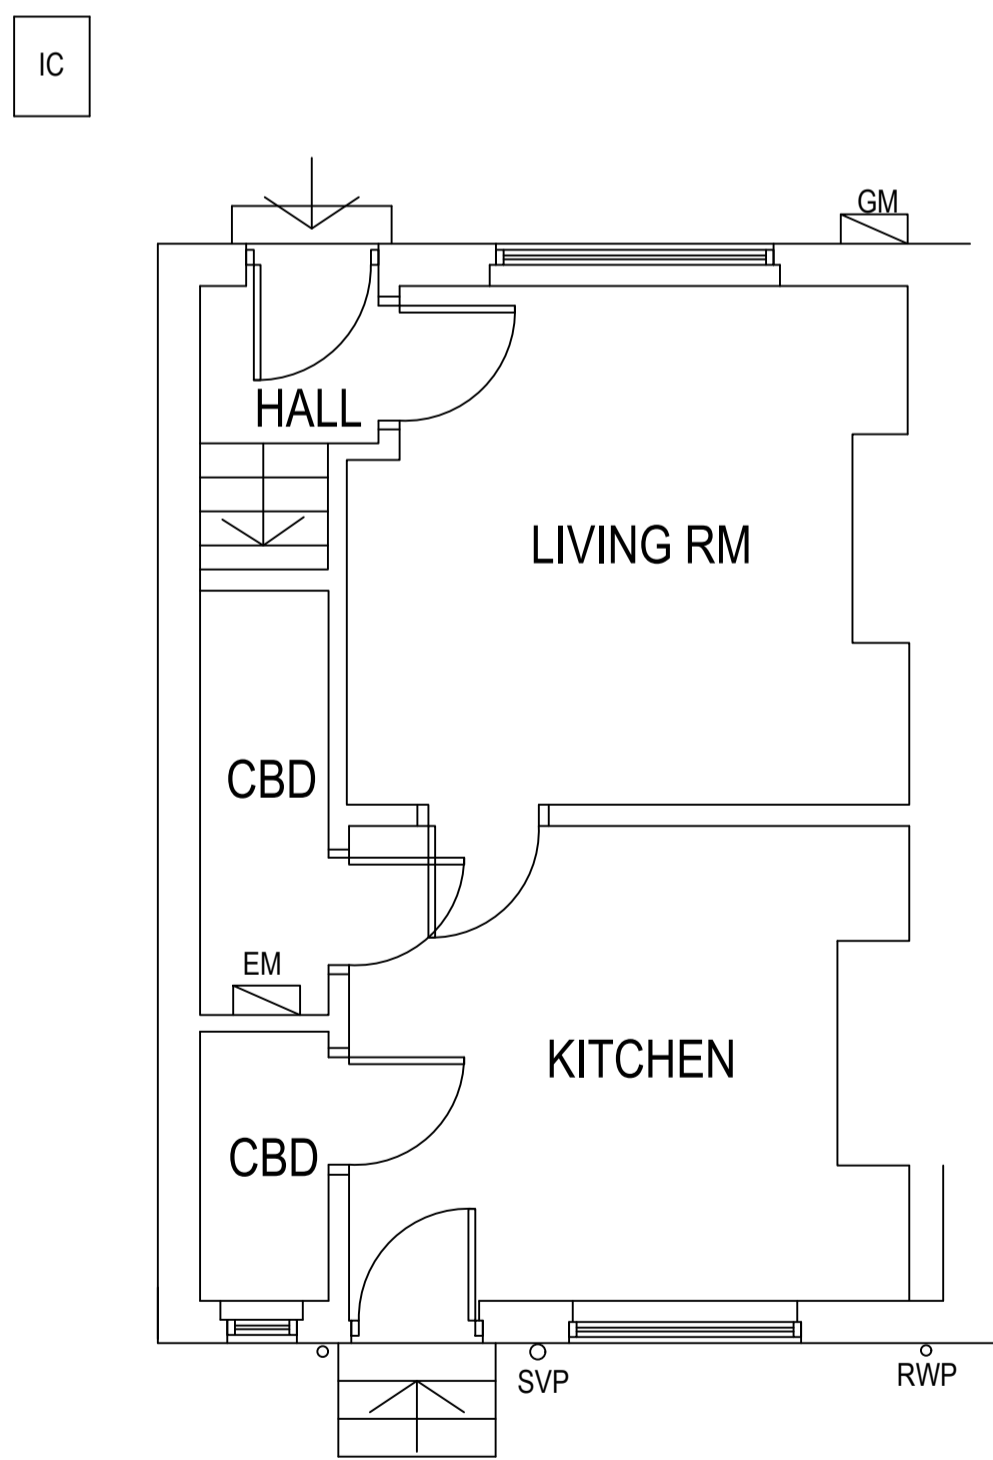 IC
GM
HALL
LIVING RM
CBD
EM
KITCHEN
CBD
SVP
RWP